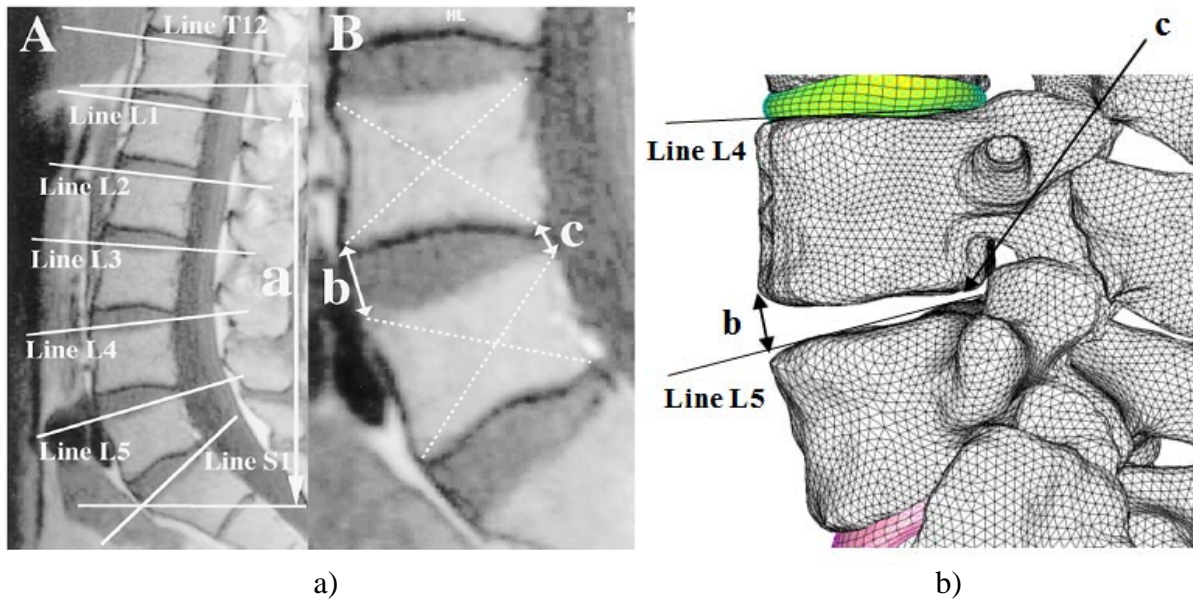 A
Line T12
Line L1
Line L2
Line L3
a
Line L4
Line L5
Line S1
B
HL
b
c
c
Line L4
b
Line L5
a)
b)